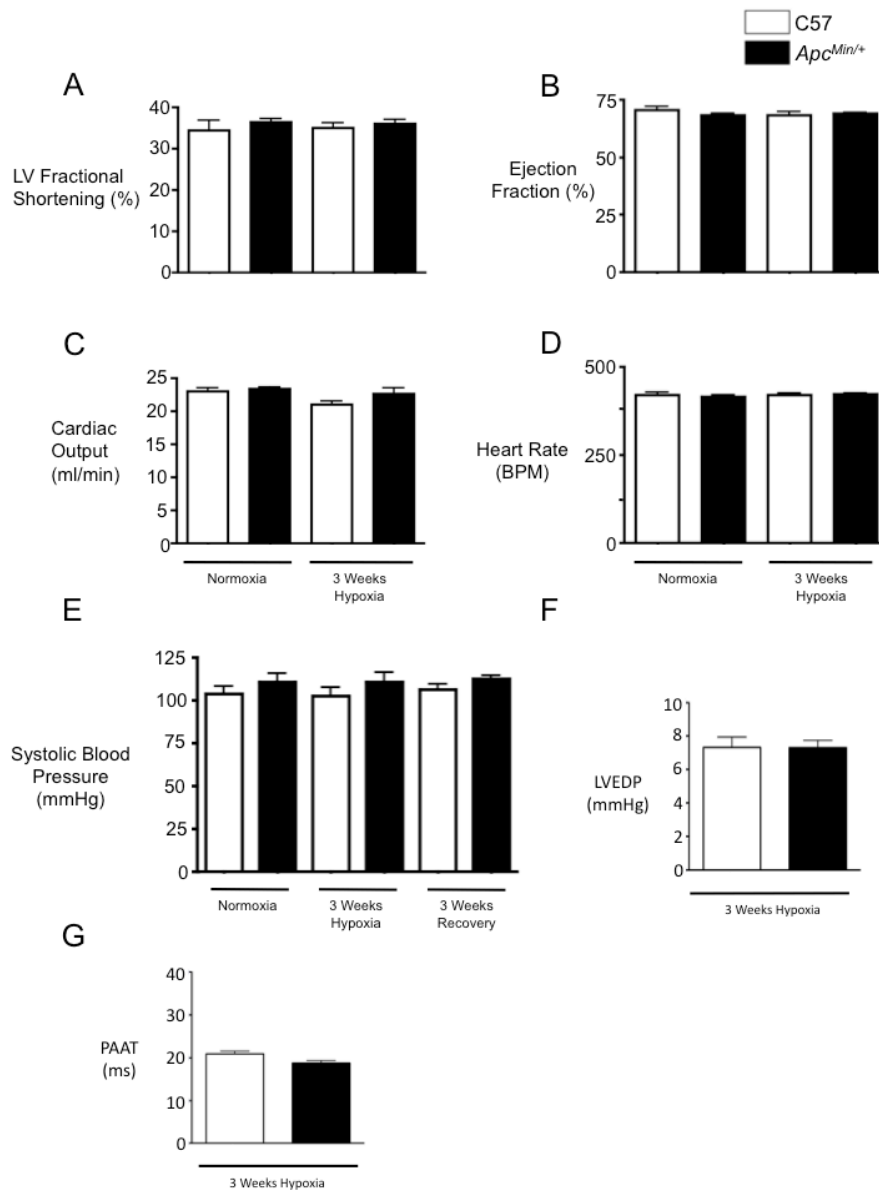 C57
Apc^Min/+
A
40
30
20
10
0
LV Fractional
Shortening (%)
B
75
50
25
0
Ejection
Fraction (%)
C
25
20
15
10
5
0
Cardiac
Output
(ml/min)
Normoxia
3 Weeks
Hypoxia
D
500
250
0
Heart Rate
(BPM)
Normoxia
3 Weeks
Hypoxia
E
125
100
75
50
25
0
Systolic Blood
Pressure
(mmHg)
Normoxia
3 Weeks
Hypoxia
3 Weeks
Recovery
F
10
8
6
4
2
0
LVEDP
(mmHg)
3 Weeks Hypoxia
G
40
30
20
10
0
PAAT
(ms)
3 Weeks Hypoxia